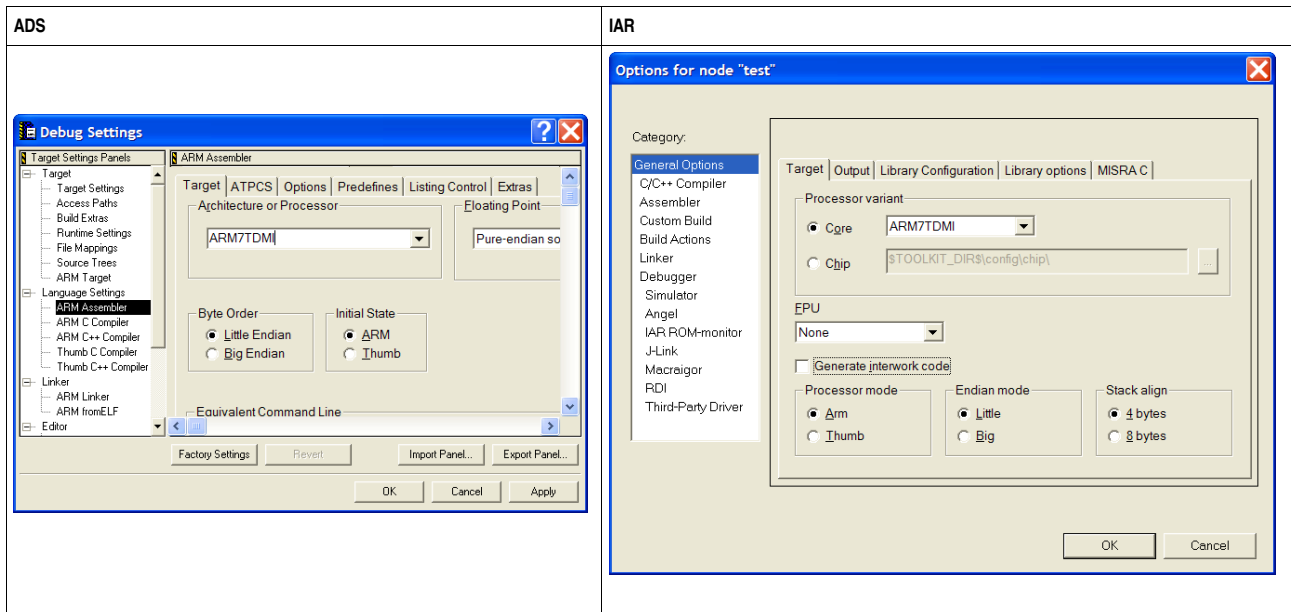 ADS
IAR
Debug Settings
Target Settings Panels
Target
Target Settings
Access Paths
Build Extras
Runtime Settings
File Mappings
Source Trees
ARM Target
Language Settings
ARM Assembler
ARM C Compiler
ARM C++ Compiler
Thumb C Compiler
Thumb C++ Compiler
Linker
ARM Linker
ARM fromELF
Editor
ARM Assembler
Target ATPCS Options Predefines Listing Control Extras
Architecture or Processor
ARM7TDMI
Floating Point
Pure-endian so
Byte Order
Little Endian
Big Endian
Initial State
ARM
Thumb
Equivalent Command Line
Factory Settings Revert Import Panel... Export Panel...
OK Cancel Apply
Options for node "test"
Category:
General Options
C/C++ Compiler
Assembler
Custom Build
Build Actions
Linker
Debugger
Simulator
Angel
IAR ROM-monitor
J-Link
Macraigor
RDI
Third-Party Driver
Target Output Library Configuration Library options MISRA C
Processor variant
Core ARM7TDMI
Chip $TOOLKIT_DIR$\config\chip\ ...
FPU
None
Generate interwork code
Processor mode
Arm
Thumb
Endian mode
Little
Big
Stack align
4 bytes
8 bytes
OK Cancel